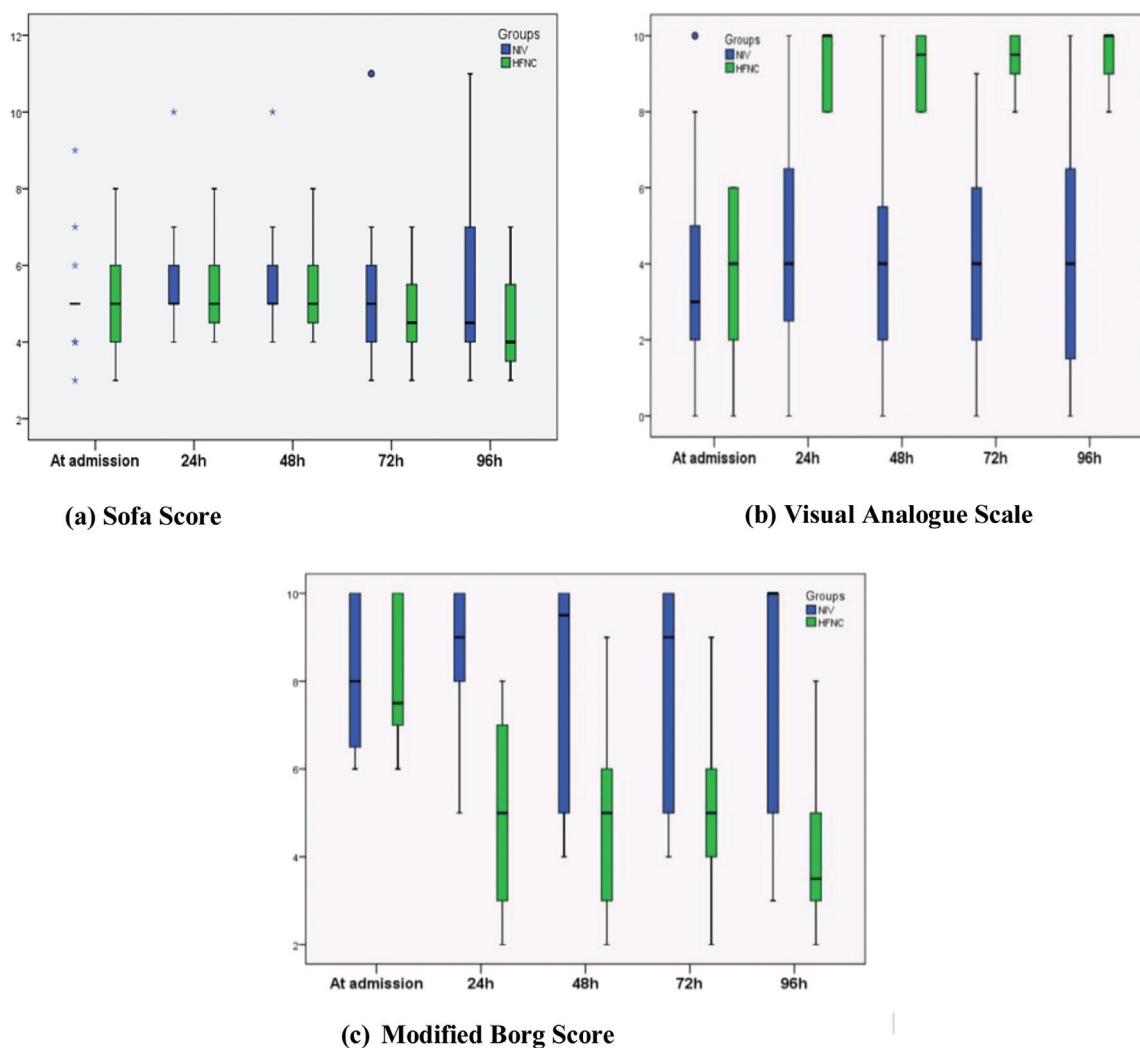 Groups
NIV
HFNC
12
10
8
6
4
2
At admission 24h 48h 72h 96h
(a) Sofa Score
Groups
NIV
HFNC
10
8
6
4
2
0
At admission 24h 48h 72h 96h
(b) Visual Analogue Scale
Groups
NIV
HFNC
10
8
6
4
2
At admission 24h 48h 72h 96h
(c) Modified Borg Score